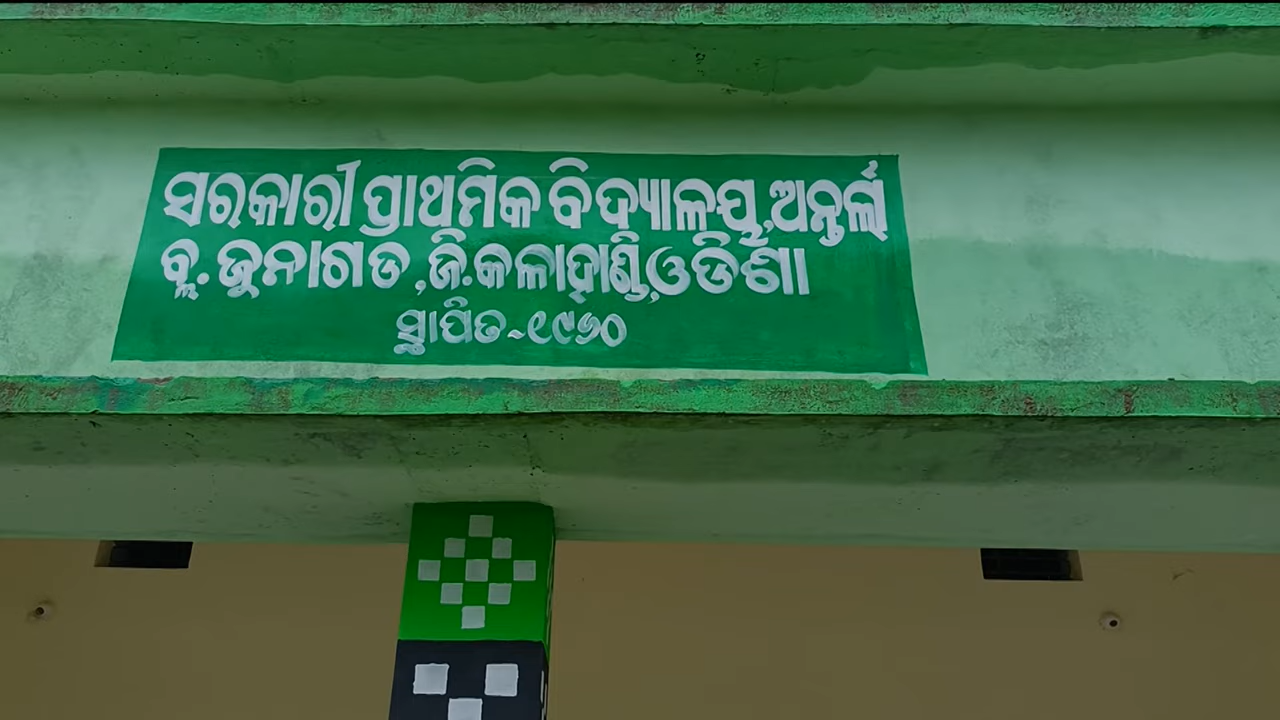 ସରକାରୀ ପ୍ରାଥମିକ ବିଦ୍ୟାଳୟ,ଅନ୍ତର୍ଲା
ବ୍ଲ. ଜୁନାଗଡ ,ଜି.କଳାହାଣ୍ଡି,ଓଡିଶା
ସ୍ଥାପିତ-୧୯୬୦